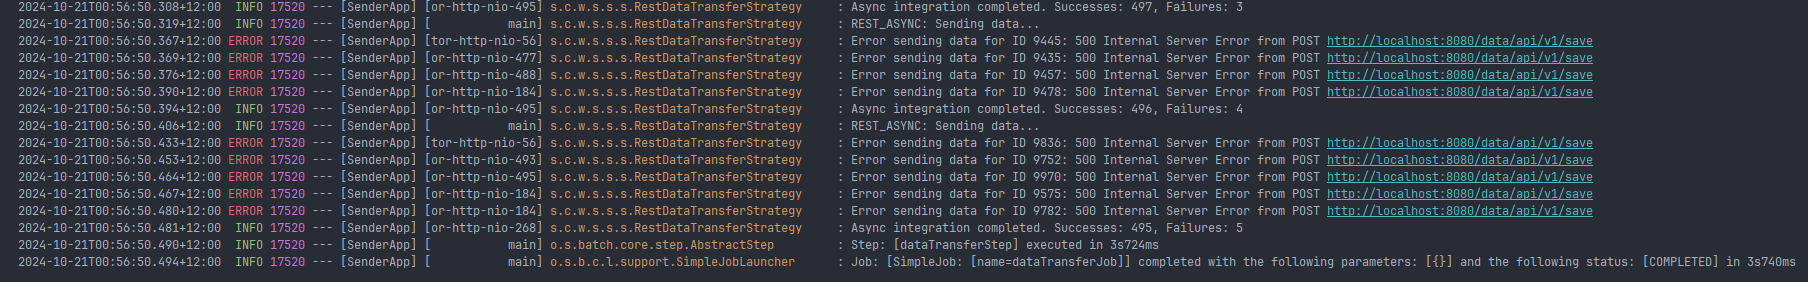 2024-10-21T00:56:50.308+12:00  INFO 17520 --- [SenderApp] [or-http-nio-495] s.c.w.s.s.s.RestDataTransferStrategy     : Async integration completed. Successes: 497, Failures: 3
2024-10-21T00:56:50.319+12:00  INFO 17520 --- [SenderApp] [           main] s.c.w.s.s.s.RestDataTransferStrategy     : REST_ASYNC: Sending data...
2024-10-21T00:56:50.367+12:00 ERROR 17520 --- [SenderApp] [tor-http-nio-56] s.c.w.s.s.s.RestDataTransferStrategy     : Error sending data for ID 9445: 500 Internal Server Error from POST http://localhost:8080/data/api/v1/save
2024-10-21T00:56:50.369+12:00 ERROR 17520 --- [SenderApp] [or-http-nio-477] s.c.w.s.s.s.RestDataTransferStrategy     : Error sending data for ID 9435: 500 Internal Server Error from POST http://localhost:8080/data/api/v1/save
2024-10-21T00:56:50.376+12:00 ERROR 17520 --- [SenderApp] [or-http-nio-488] s.c.w.s.s.s.RestDataTransferStrategy     : Error sending data for ID 9457: 500 Internal Server Error from POST http://localhost:8080/data/api/v1/save
2024-10-21T00:56:50.390+12:00 ERROR 17520 --- [SenderApp] [or-http-nio-184] s.c.w.s.s.s.RestDataTransferStrategy     : Error sending data for ID 9478: 500 Internal Server Error from POST http://localhost:8080/data/api/v1/save
2024-10-21T00:56:50.394+12:00  INFO 17520 --- [SenderApp] [or-http-nio-495] s.c.w.s.s.s.RestDataTransferStrategy     : Async integration completed. Successes: 496, Failures: 4
2024-10-21T00:56:50.406+12:00  INFO 17520 --- [SenderApp] [           main] s.c.w.s.s.s.RestDataTransferStrategy     : REST_ASYNC: Sending data...
2024-10-21T00:56:50.433+12:00 ERROR 17520 --- [SenderApp] [tor-http-nio-56] s.c.w.s.s.s.RestDataTransferStrategy     : Error sending data for ID 9836: 500 Internal Server Error from POST http://localhost:8080/data/api/v1/save
2024-10-21T00:56:50.453+12:00 ERROR 17520 --- [SenderApp] [or-http-nio-493] s.c.w.s.s.s.RestDataTransferStrategy     : Error sending data for ID 9752: 500 Internal Server Error from POST http://localhost:8080/data/api/v1/save
2024-10-21T00:56:50.464+12:00 ERROR 17520 --- [SenderApp] [or-http-nio-495] s.c.w.s.s.s.RestDataTransferStrategy     : Error sending data for ID 9970: 500 Internal Server Error from POST http://localhost:8080/data/api/v1/save
2024-10-21T00:56:50.467+12:00 ERROR 17520 --- [SenderApp] [or-http-nio-184] s.c.w.s.s.s.RestDataTransferStrategy     : Error sending data for ID 9575: 500 Internal Server Error from POST http://localhost:8080/data/api/v1/save
2024-10-21T00:56:50.480+12:00 ERROR 17520 --- [SenderApp] [or-http-nio-184] s.c.w.s.s.s.RestDataTransferStrategy     : Error sending data for ID 9782: 500 Internal Server Error from POST http://localhost:8080/data/api/v1/save
2024-10-21T00:56:50.481+12:00  INFO 17520 --- [SenderApp] [or-http-nio-268] s.c.w.s.s.s.RestDataTransferStrategy     : Async integration completed. Successes: 495, Failures: 5
2024-10-21T00:56:50.490+12:00  INFO 17520 --- [SenderApp] [           main] o.s.batch.core.step.AbstractStep         : Step: [dataTransferStep] executed in 3s724ms
2024-10-21T00:56:50.494+12:00  INFO 17520 --- [SenderApp] [           main] o.s.b.c.l.support.SimpleJobLauncher      : Job: [SimpleJob: [name=dataTransferJob]] completed with the following parameters: [{}] and the following status: [COMPLETED] in 3s740ms